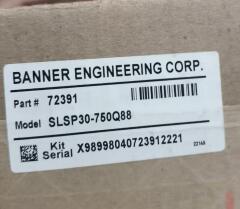 BANNER ENGINEERING CORP.
Part # 72391
Model SLSP30-750Q88
Kit Serial X98998040723912221 2214A